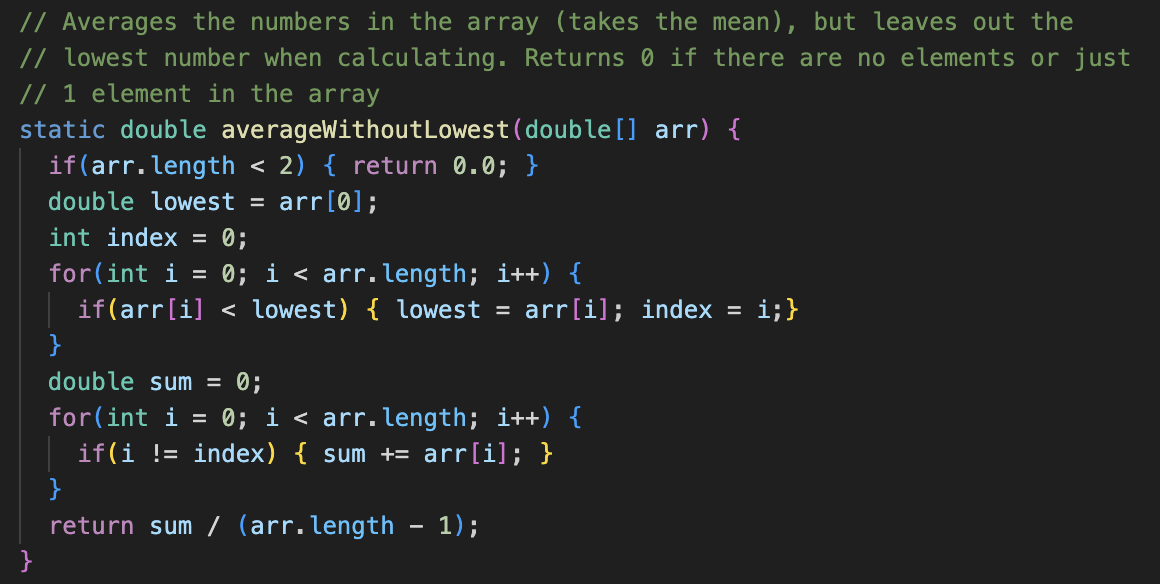 // Averages the numbers in the array (takes the mean), but leaves out the
// lowest number when calculating. Returns 0 if there are no elements or just
// 1 element in the array
static double averageWithoutLowest(double[] arr) {
  if(arr.length < 2) { return 0.0; }
  double lowest = arr[0];
  int index = 0;
  for(int i = 0; i < arr.length; i++) {
    if(arr[i] < lowest) { lowest = arr[i]; index = i;}
  }
  double sum = 0;
  for(int i = 0; i < arr.length; i++) {
    if(i != index) { sum += arr[i]; }
  }
  return sum / (arr.length - 1);
}